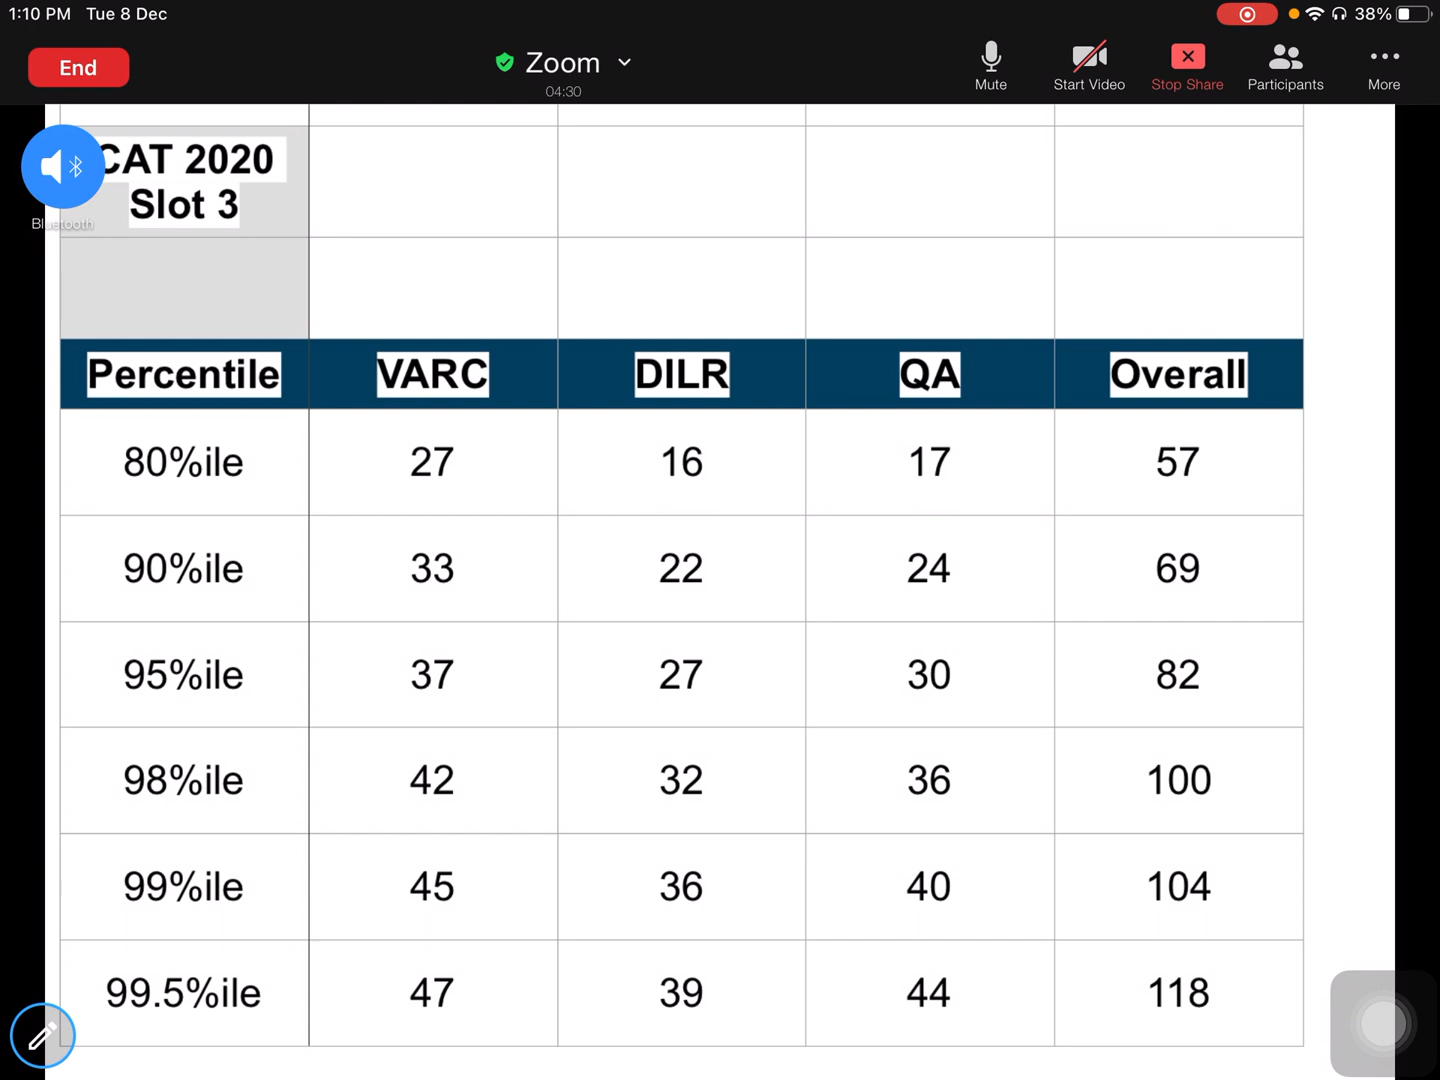 1:10 PM Tue 8 Dec 38%
End Zoom Mute Start Video Stop Share Participants More
04:30
CAT 2020
Slot 3
Bluetooth
Percentile VARC DILR QA Overall
80%ile 27 16 17 57
90%ile 33 22 24 69
95%ile 37 27 30 82
98%ile 42 32 36 100
99%ile 45 36 40 104
99.5%ile 47 39 44 118